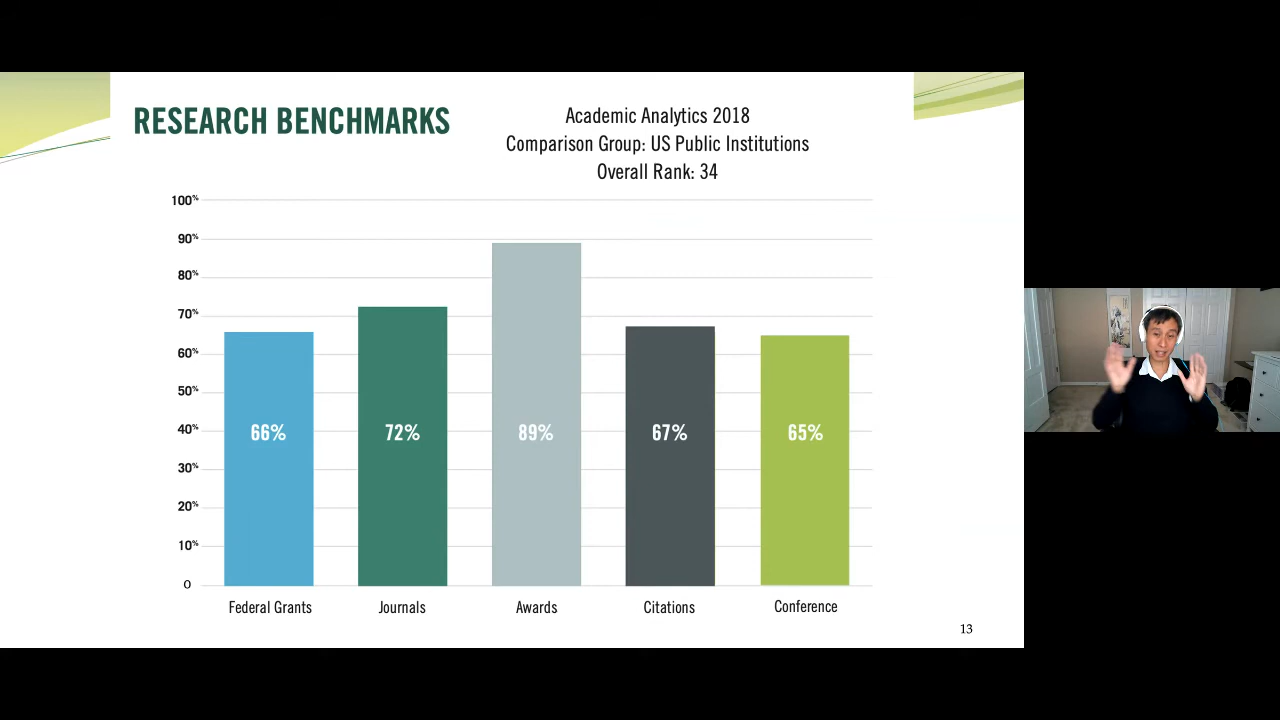 RESEARCH BENCHMARKS
Academic Analytics 2018
Comparison Group: US Public Institutions
Overall Rank: 34
100%
90%
80%
70%
60%
50%
40%
30%
20%
10%
0
66%
72%
89%
67%
65%
Federal Grants
Journals
Awards
Citations
Conference
13